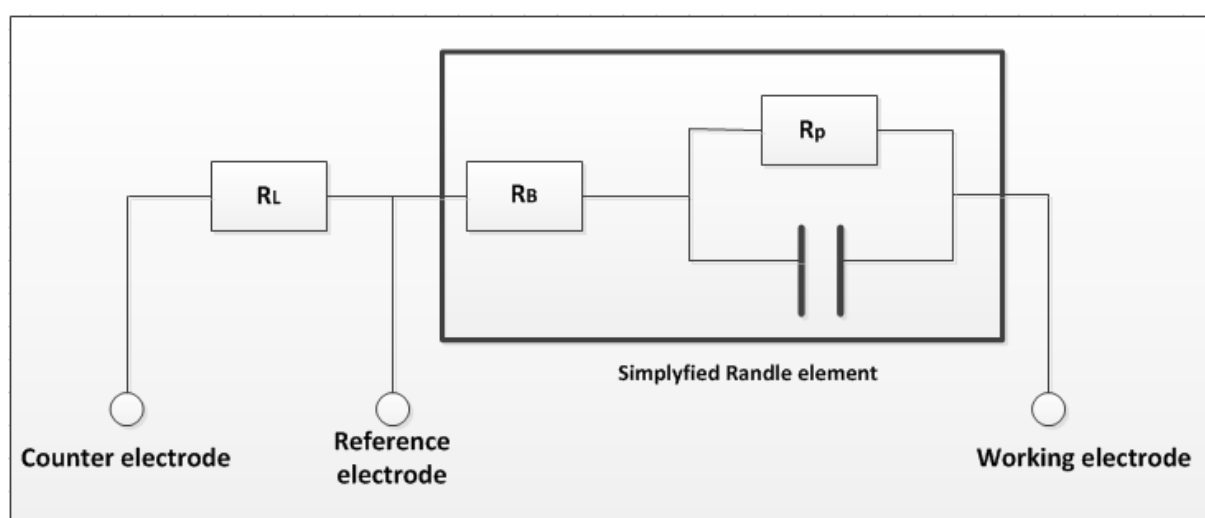 Rp
RL
RB
Simplyfied Randle element
Counter electrode
Reference
electrode
Working electrode